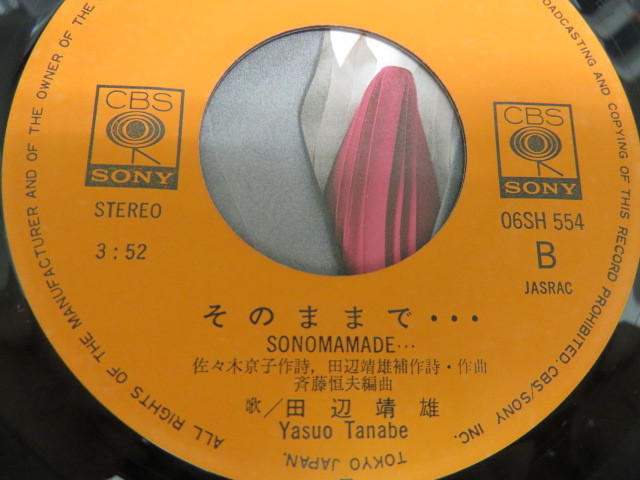 CBS
SONY
STEREO
3:52
CBS
SONY
06SH 554
B
JASRAC
そのままで・・・
SONOMAMADE…
佐々木京子作詩, 田辺靖雄補作詩・作曲
斉藤恒夫編曲
歌/田辺靖雄
Yasuo Tanabe
ALL RIGHTS OF THE MANUFACTURER AND OF THE OWNER OF THE
BROADCASTING AND COPYING OF THIS RECORD PROHIBITED. CBS/SONY INC.
TOKYO JAPAN.